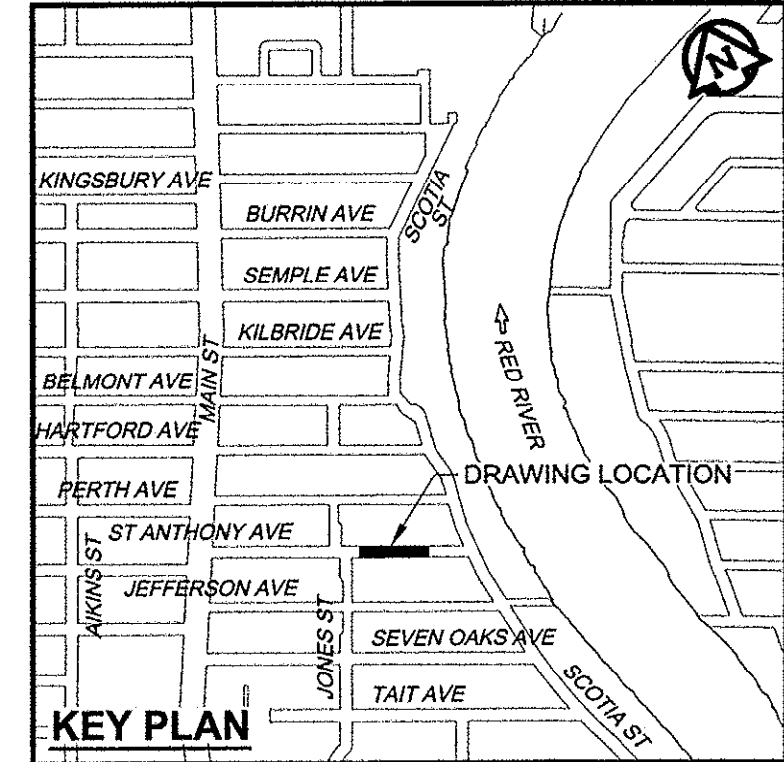 N
KINGSBURY AVE
SCOTIA
ST
BURRIN AVE
SEMPLE AVE
KILBRIDE AVE
MAIN ST
RED RIVER
BELMONT AVE
HARTFORD AVE
DRAWING LOCATION
PERTH AVE
ST ANTHONY AVE
AIKINS ST
JEFFERSON AVE
JONES ST
SEVEN OAKS AVE
SCOTIA ST
TAIT AVE
KEY PLAN